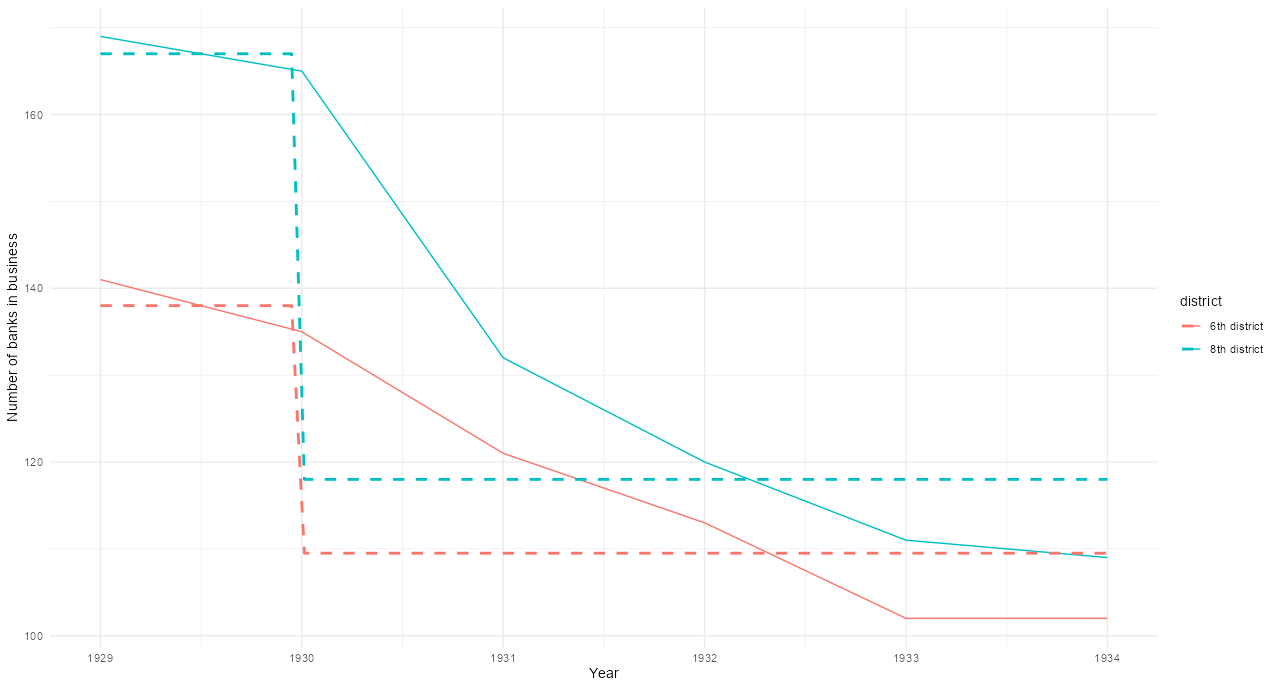 Number of banks in business
160
140
120
100
1929 1930 1931 1932 1933 1934
Year
district
6th district
8th district